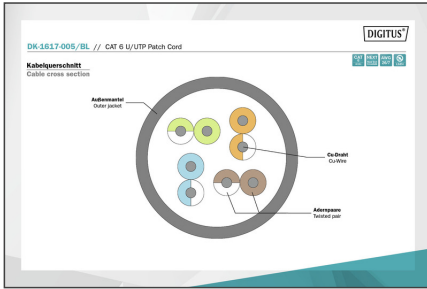 DIGITUS®
DK-1617-005/BL // CAT 6 U/UTP Patch Cord
Kabelquerschnitt
Cable cross section
Außenmantel
Outer jacket
Cu-Draht
Cu-Wire
Aderspaare
Twisted pair